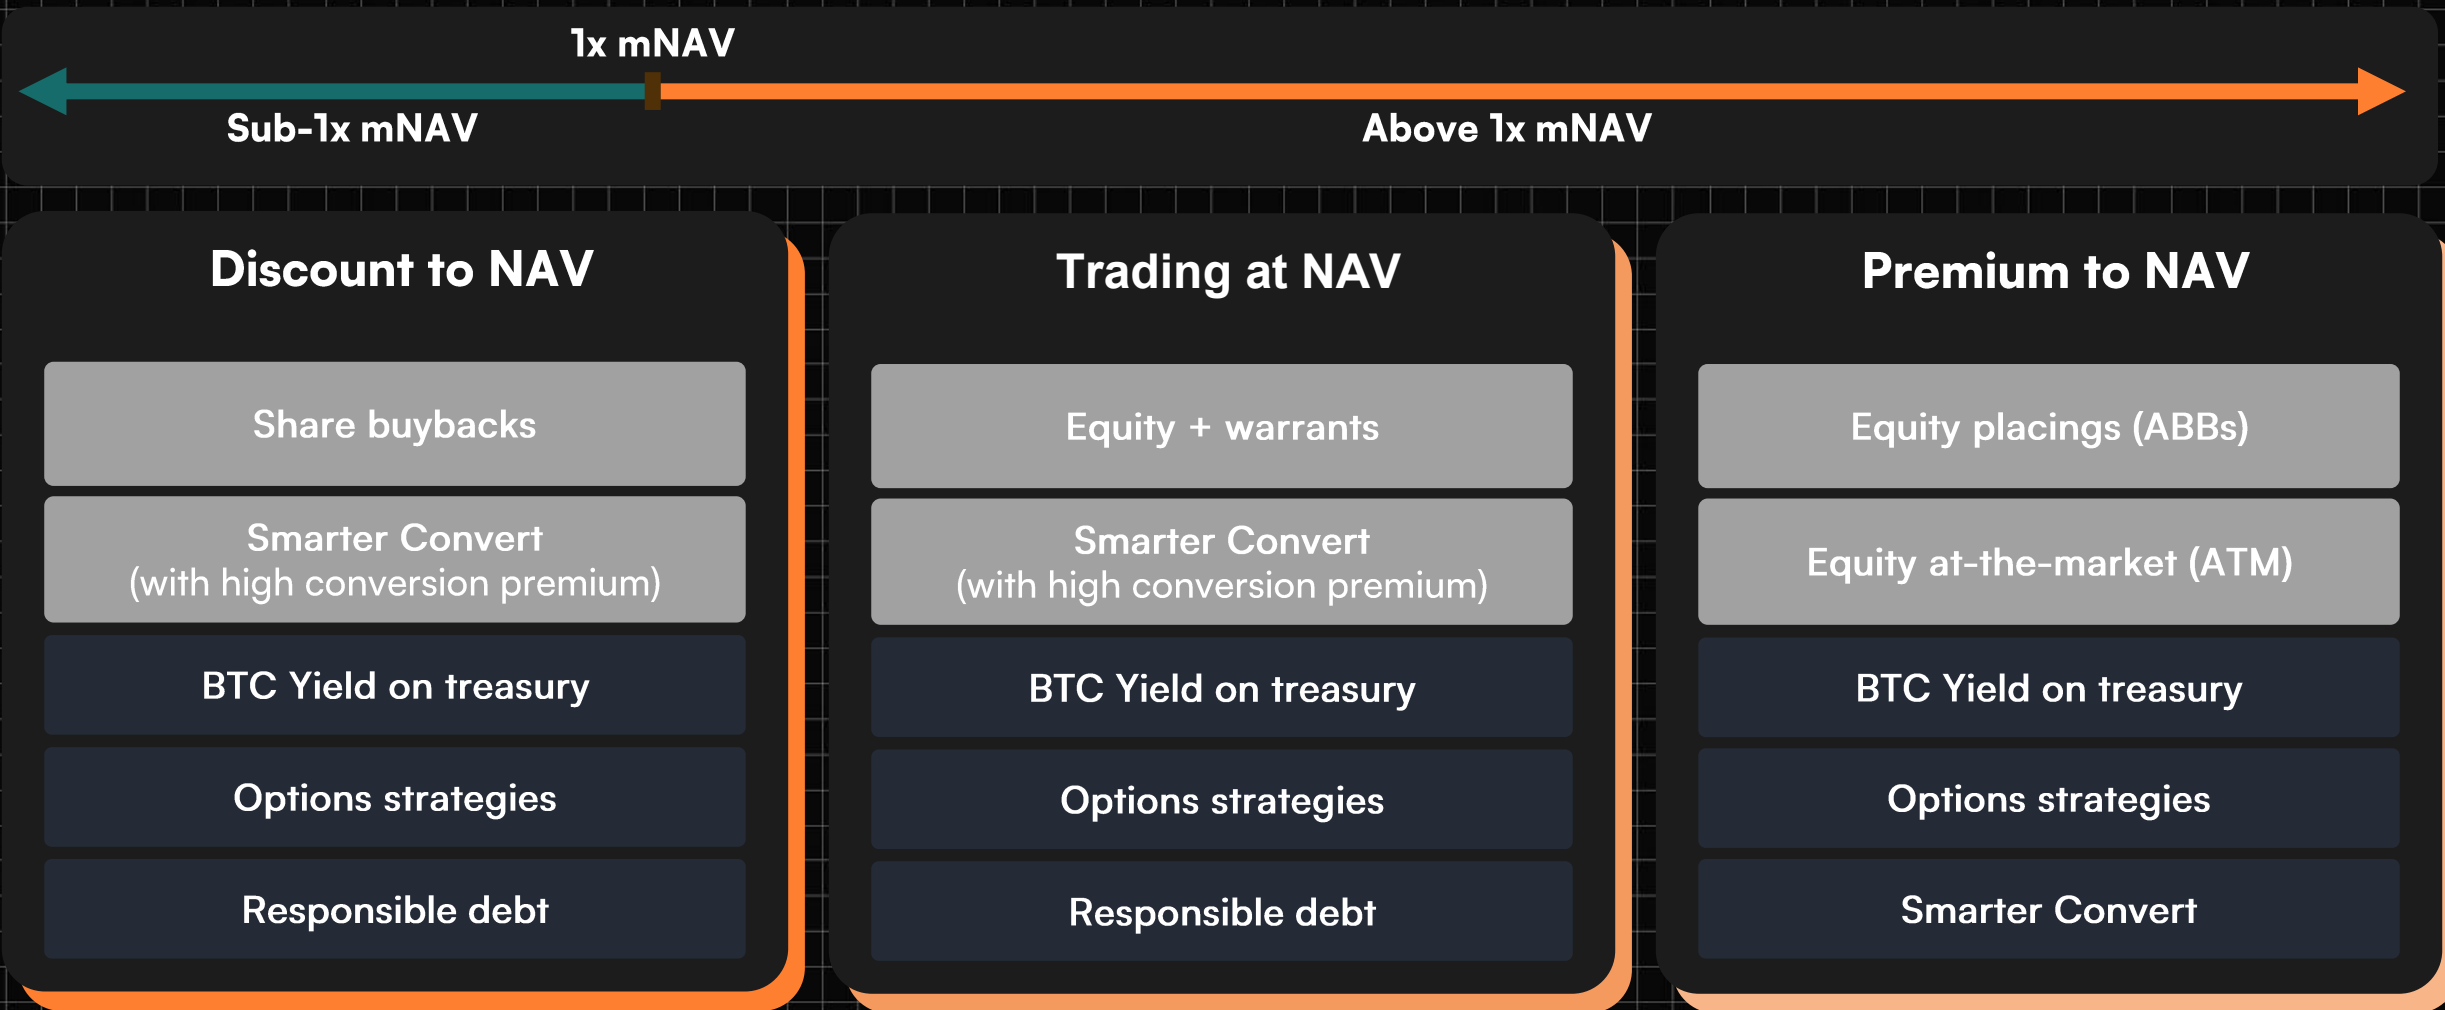 1x mNAV
Sub-1x mNAV
Above 1x mNAV
Discount to NAV
Share buybacks
Smarter Convert
(with high conversion premium)
BTC Yield on treasury
Options strategies
Responsible debt
Trading at NAV
Equity + warrants
Smarter Convert
(with high conversion premium)
BTC Yield on treasury
Options strategies
Responsible debt
Premium to NAV
Equity placings (ABBs)
Equity at-the-market (ATM)
BTC Yield on treasury
Options strategies
Smarter Convert